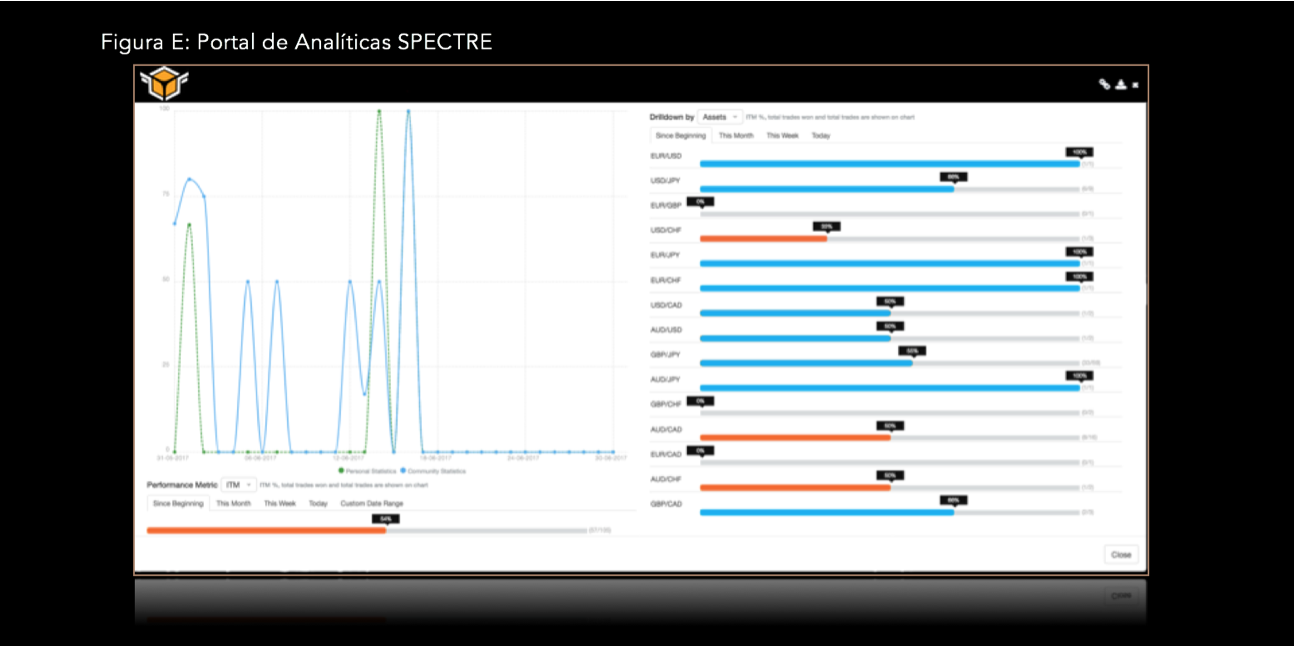 Figura E: Portal de Analíticas SPECTRE
100
75
50
25
0
31-05-2017
06-06-2017
12-06-2017
18-06-2017
24-06-2017
30-06-2017
Personal Statistics
Community Statistics
Performance Metric
ITM
ITM %, total trades won and total trades are shown on chart
Since Beginning
This Month
This Week
Today
Custom Date Range
54%
Drilldown by
Assets
ITM %, total trades won and total trades are shown on chart
Since Beginning
This Month
This Week
Today
EUR/USD
100%
USD/JPY
66%
EUR/GBP
0%
USD/CHF
33%
EUR/JPY
100%
EUR/CHF
100%
USD/CAD
50%
AUD/USD
50%
GBP/JPY
55%
AUD/JPY
100%
GBP/CHF
0%
AUD/CAD
50%
EUR/CAD
0%
AUD/CHF
50%
GBP/CAD
66%
Close